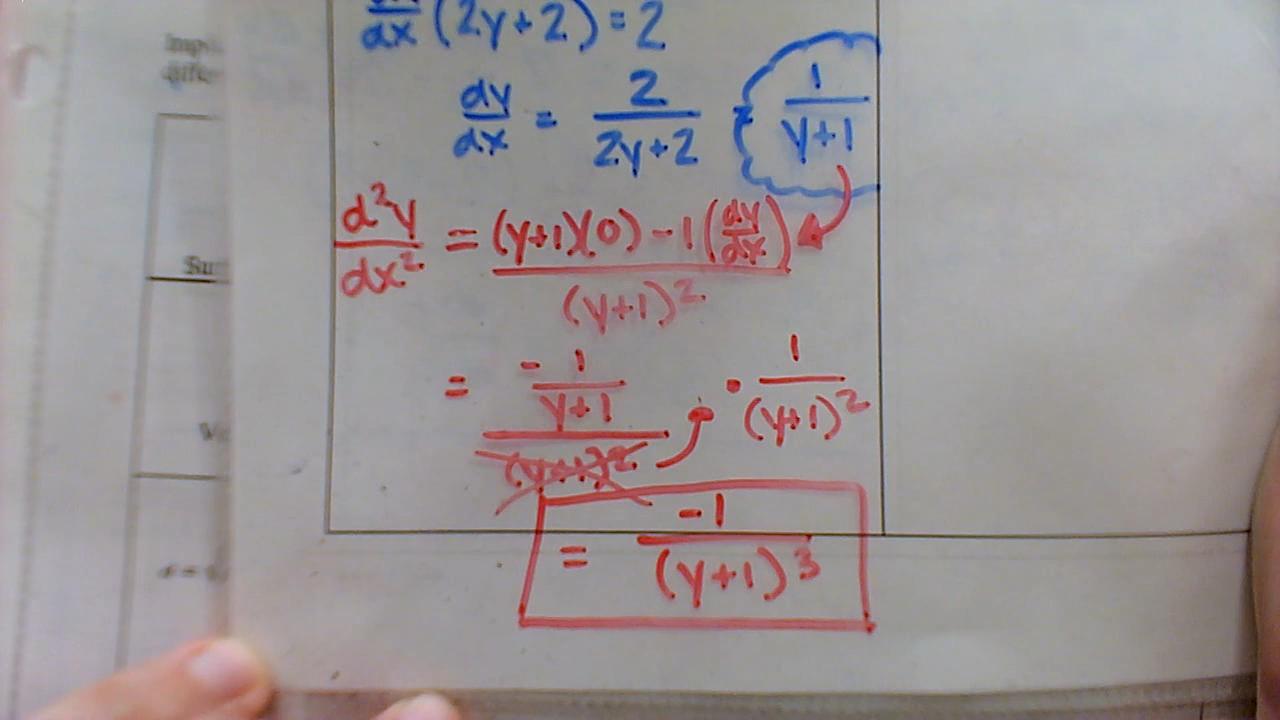 dy/dx (2y+2) = 2
dy/dx = 2/(2y+2) = 1/(y+1)
d²y/dx² = ((y+1)(0) - 1(dy/dx))/(y+1)²
= (-1/(y+1))/(y+1)² · 1/(y+1)²
= -1/(y+1)³